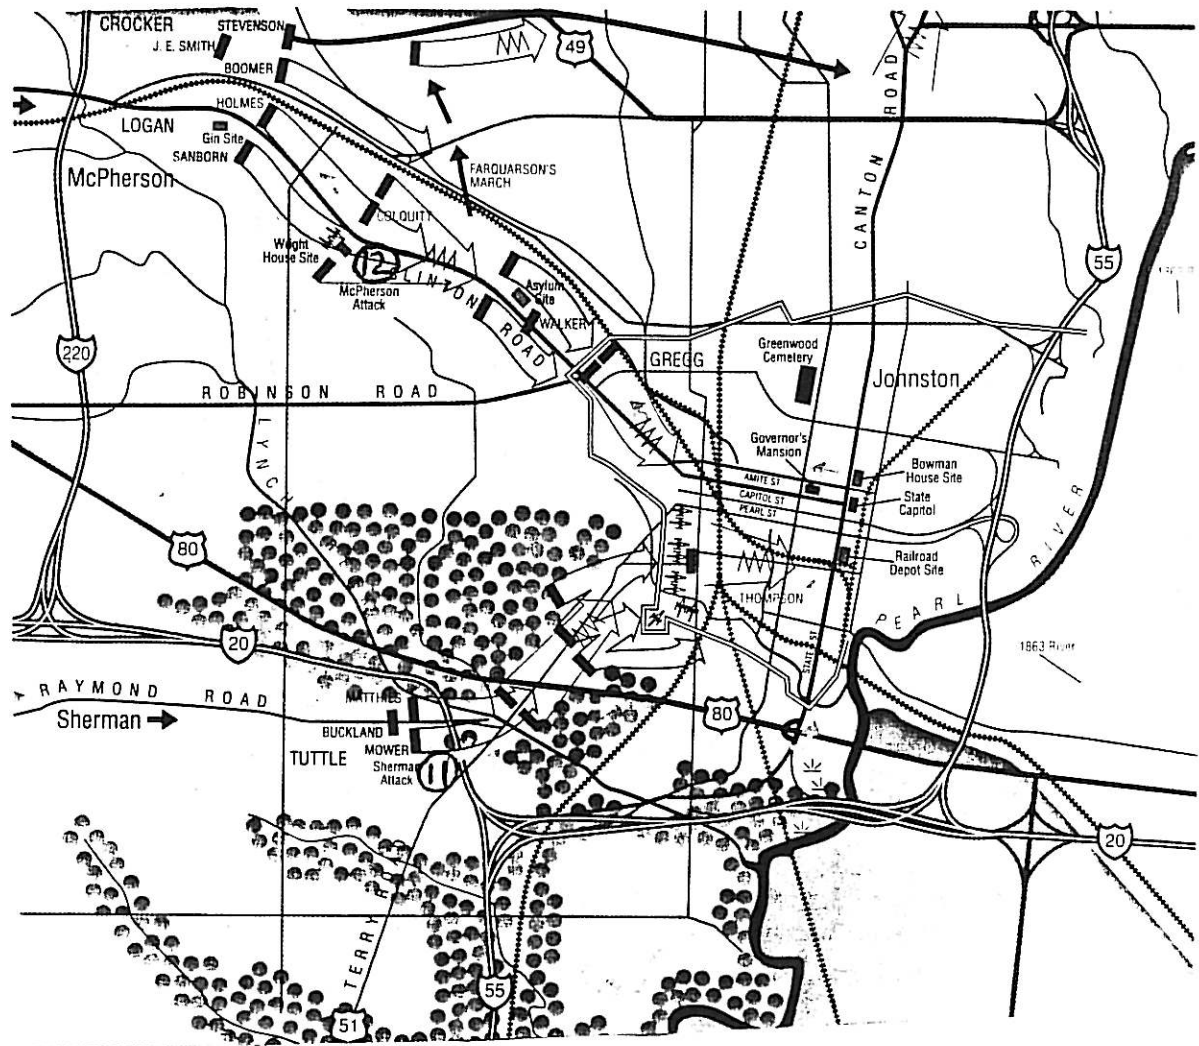 CROCKER
STEVENSON
J. E. SMITH
BOOMER
49
HOLMES
LOGAN
Gin Site
SANBORN
McPherson
FARQUARSON'S
MARCH
COLQUITT
CANTON ROAD
55
Wright
House Site
12
McPherson
Attack
CLINTON ROAD
Asylum
Site
WALKER
220
GREGG
Greenwood
Cemetery
Johnston
ROBINSON ROAD
LYNCH
Governor's
Mansion
Bowman
House Site
AMITE ST
CAPITOL ST
PEARL ST
State
Capitol
80
Railroad
Depot Site
THOMPSON
PEARL RIVER
STATE ST
20
1863 River
RAYMOND ROAD
Sherman
MATTHIES
BUCKLAND
MOWER
TUTTLE
Sherman
Attack
11
80
20
TERRY RD
55
51